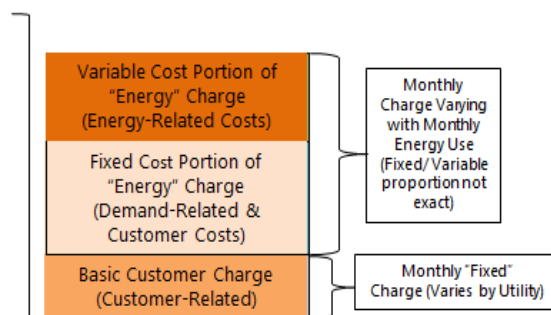 Variable Cost Portion of
"Energy" Charge
(Energy-Related Costs)
Fixed Cost Portion of
"Energy" Charge
(Demand-Related &
Customer Costs)
Basic Customer Charge
(Customer-Related)
Monthly
Charge Varying
with Monthly
Energy Use
(Fixed/ Variable
proportion not
exact)
Monthly "Fixed"
Charge (Varies by Utility)